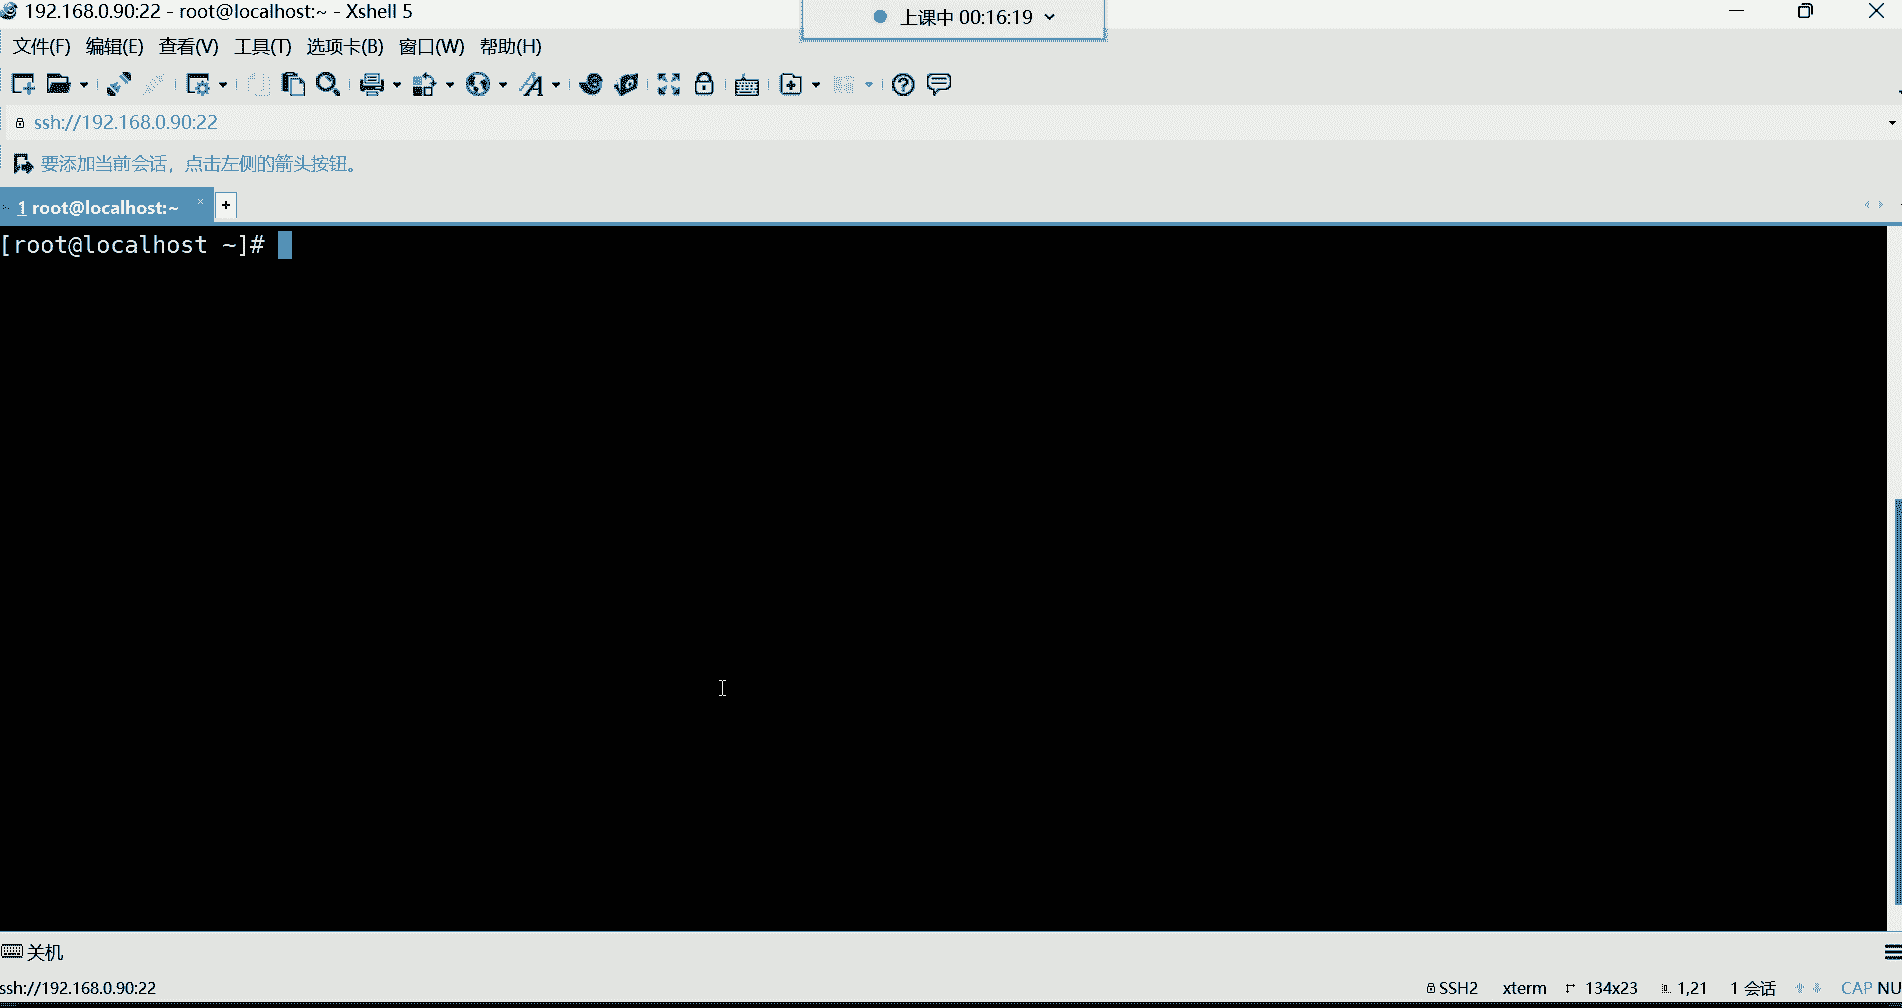 192.168.0.90:22 - root@localhost:~ - Xshell 5
上课中 00:16:19
文件(F) 编辑(E) 查看(V) 工具(T) 选项卡(B) 窗口(W) 帮助(H)
ssh://192.168.0.90:22
要添加当前会话，点击左侧的箭头按钮。
1 root@localhost:~
[root@localhost ~]#
关机
ssh://192.168.0.90:22 SSH2 xterm 134x23 1,21 1 会话 CAP NU